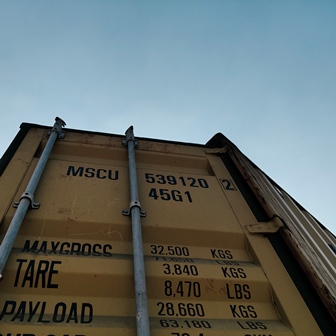 MSCU 539120 2
45G1
MAXGROSS 32,500 KGS
TARE 3,840 KGS
8,470 LBS
PAYLOAD 28,660 KGS
63,180 LBS